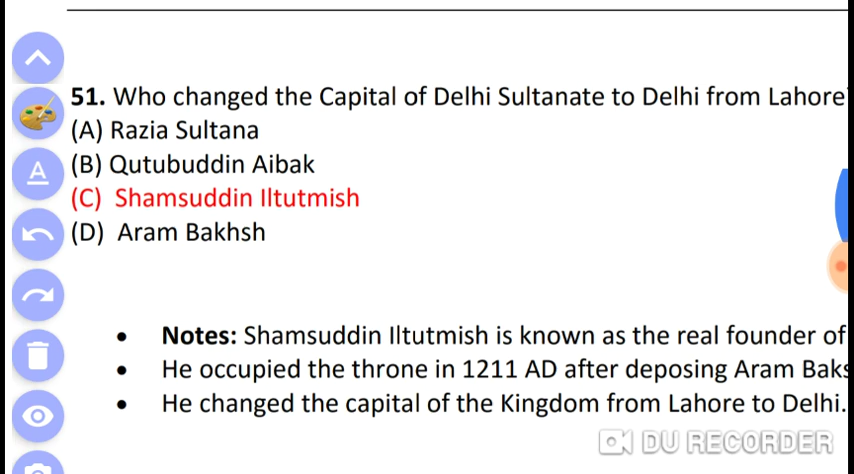 51. Who changed the Capital of Delhi Sultanate to Delhi from Lahore
(A) Razia Sultana
(B) Qutubuddin Aibak
(C) Shamsuddin Iltutmish
(D) Aram Bakhsh
• Notes: Shamsuddin Iltutmish is known as the real founder of
• He occupied the throne in 1211 AD after deposing Aram Baks
• He changed the capital of the Kingdom from Lahore to Delhi.
DU RECORDER